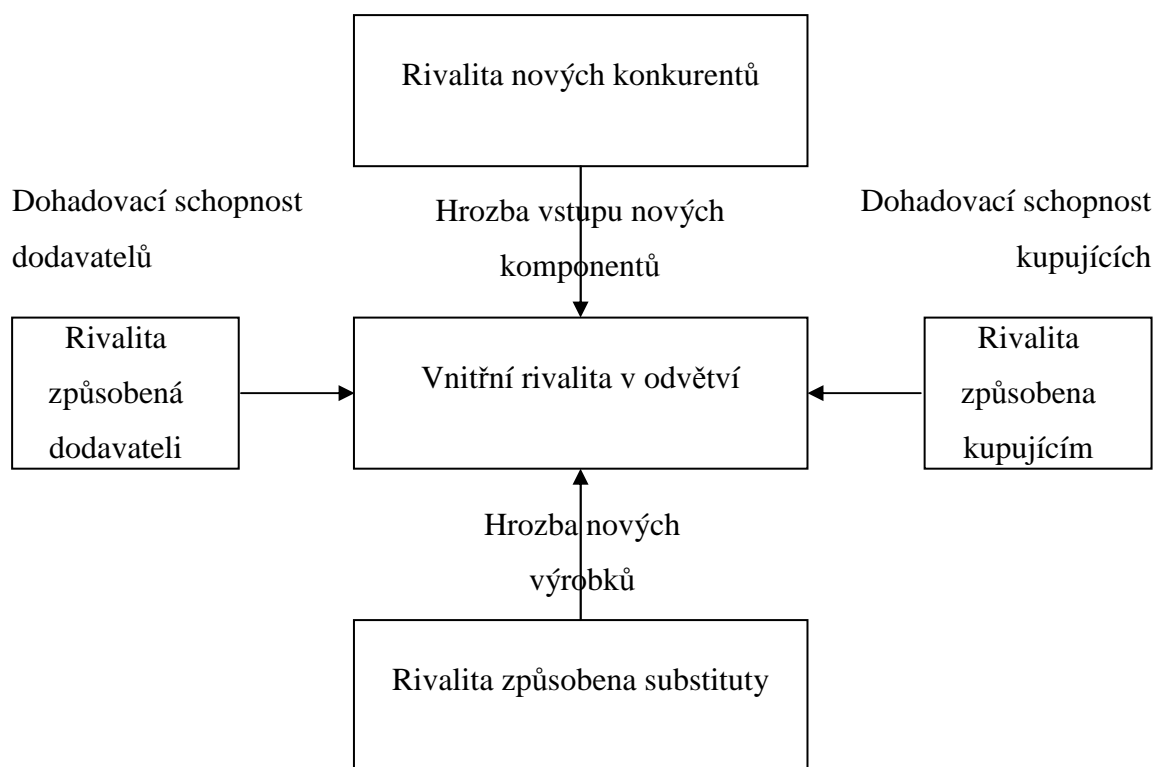 Rivalita nových konkurentů
Dohadovací schopnost
dodavatelů
Hrozba vstupu nových
komponentů
Dohadovací schopnost
kupujících
Rivalita
způsobená
dodavateli
Vnitřní rivalita v odvětví
Rivalita
způsobena
kupujícím
Hrozba nových
výrobků
Rivalita způsobena substituty